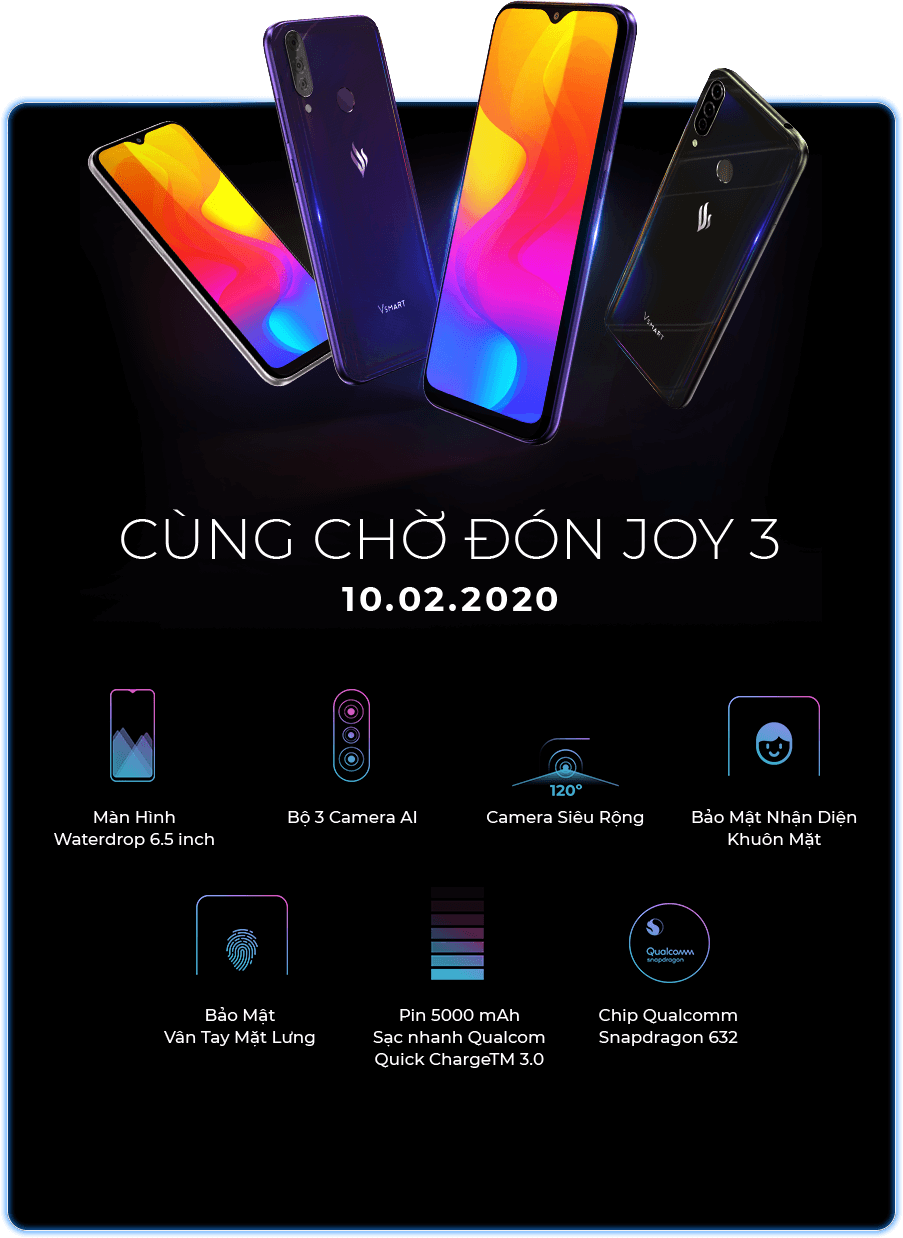 VSMART
VSMART
CÙNG CHỜ ĐÓN JOY 3
10.02.2020
120°
Màn Hình
Waterdrop 6.5 inch
Bộ 3 Camera AI
Camera Siêu Rộng
Bảo Mật Nhận Diện
Khuôn Mặt
Qualcomm
snapdragon
Bảo Mật
Vân Tay Mặt Lưng
Pin 5000 mAh
Sạc nhanh Qualcom
Quick ChargeTM 3.0
Chip Qualcomm
Snapdragon 632